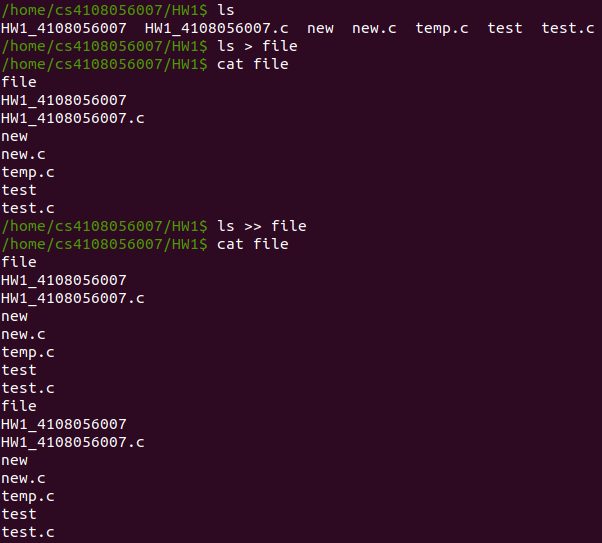 /home/cs4108056007/HW1$ ls
HW1_4108056007  HW1_4108056007.c  new  new.c  temp.c  test  test.c
/home/cs4108056007/HW1$ ls > file
/home/cs4108056007/HW1$ cat file
file
HW1_4108056007
HW1_4108056007.c
new
new.c
temp.c
test
test.c
/home/cs4108056007/HW1$ ls >> file
/home/cs4108056007/HW1$ cat file
file
HW1_4108056007
HW1_4108056007.c
new
new.c
temp.c
test
test.c
file
HW1_4108056007
HW1_4108056007.c
new
new.c
temp.c
test
test.c